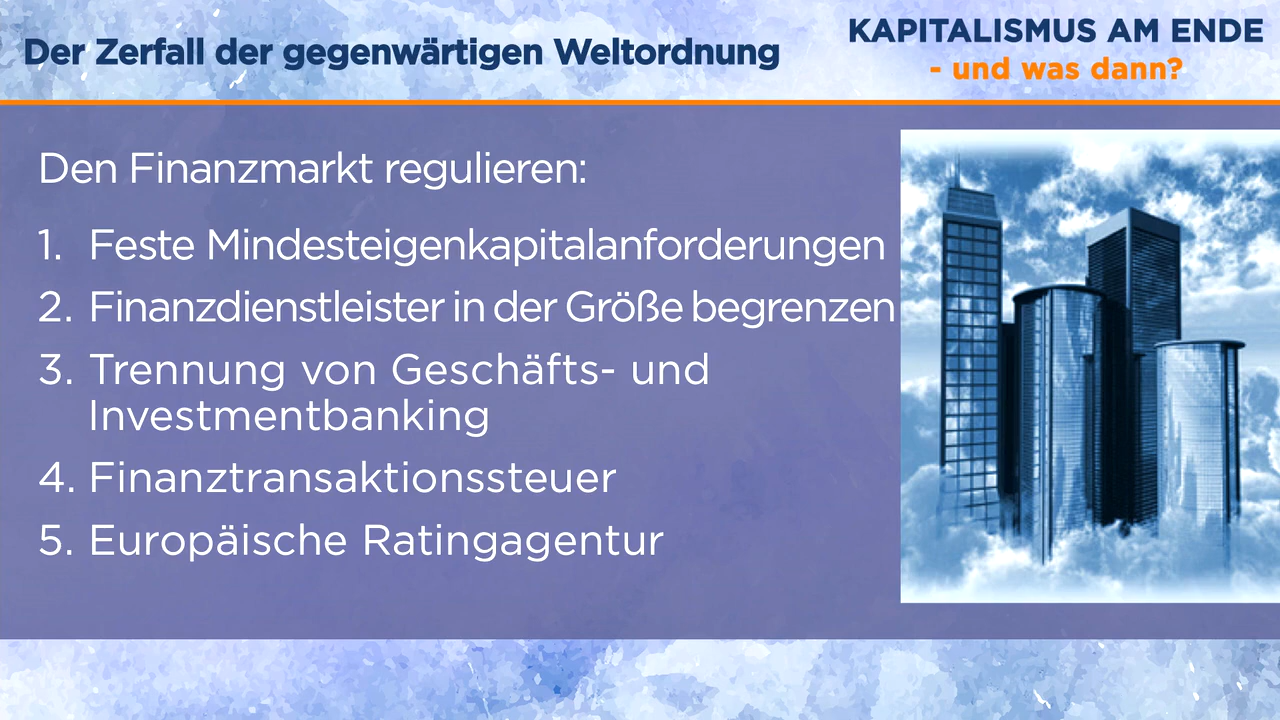 Der Zerfall der gegenwärtigen Weltordnung
KAPITALISMUS AM ENDE
- und was dann?
Den Finanzmarkt regulieren:
1. Feste Mindesteigenkapitalanforderungen
2. Finanzdienstleister in der Größe begrenzen
3. Trennung von Geschäfts- und
Investmentbanking
4. Finanztransaktionssteuer
5. Europäische Ratingagentur